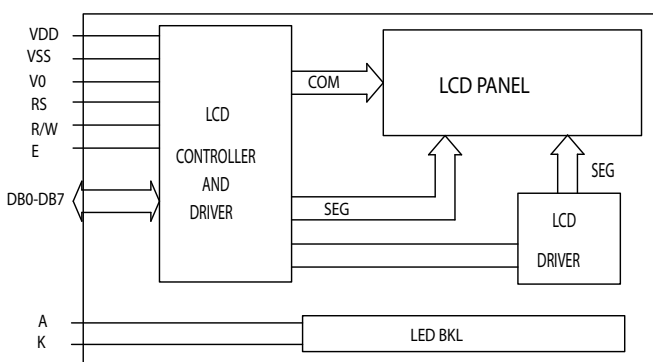 VDD
VSS
V0
RS
R/W
E
DB0-DB7
A
K
LCD
CONTROLLER
AND
DRIVER
COM
SEG
LCD PANEL
SEG
LCD
DRIVER
LED BKL